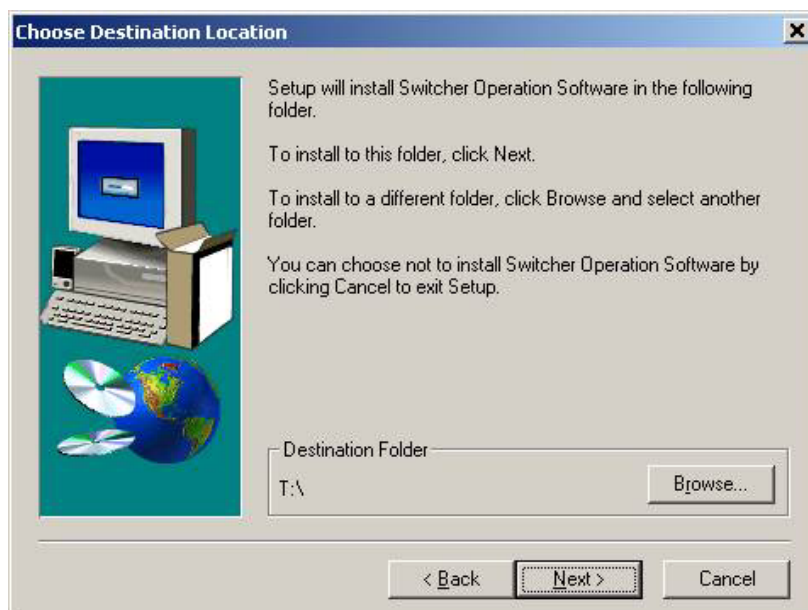 Choose Destination Location
Setup will install Switcher Operation Software in the following
folder.
To install to this folder, click Next.
To install to a different folder, click Browse and select another
folder.
You can choose not to install Switcher Operation Software by
clicking Cancel to exit Setup.
Destination Folder
T:\
Browse...
< Back
Next >
Cancel